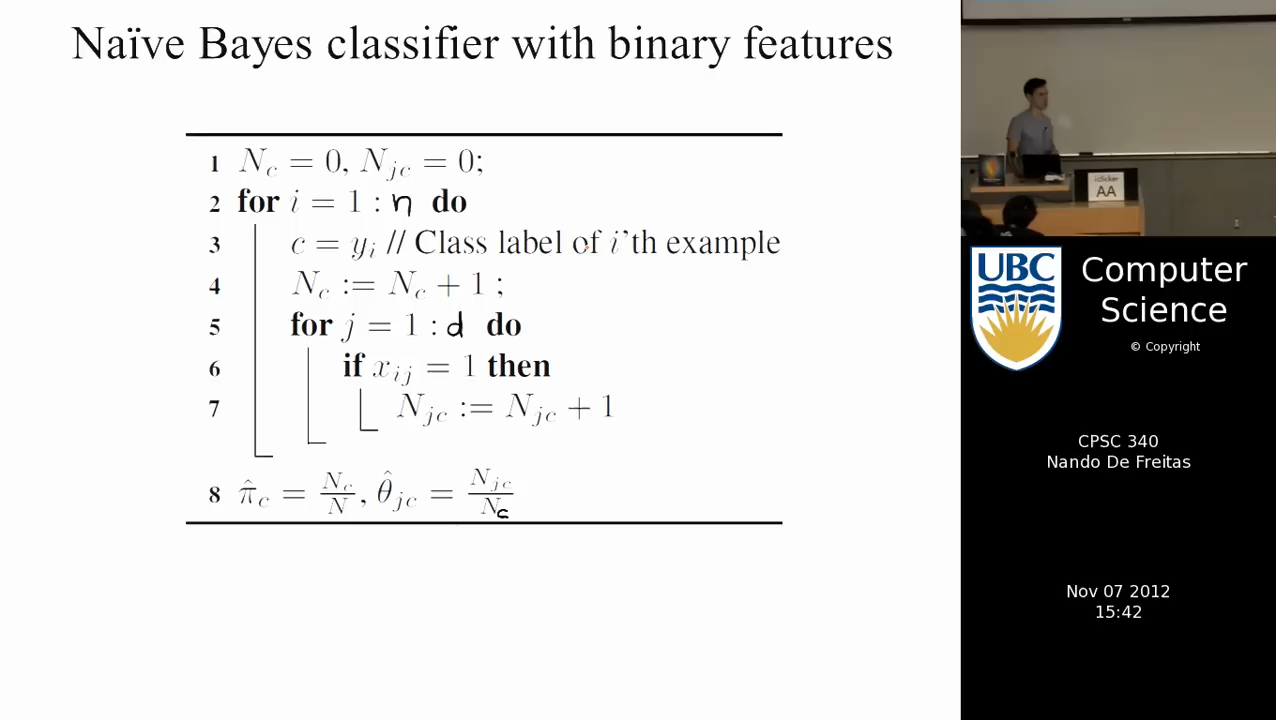 Naïve Bayes classifier with binary features
1 N_c = 0, N_jc = 0;
2 for i = 1 : n do
3 c = y_i // Class label of i'th example
4 N_c := N_c + 1 ;
5 for j = 1 : d do
6 if x_ij = 1 then
7 N_jc := N_jc + 1
8 π̂_c = N_c/N, θ̂_jc = N_jc/N_c
iclicker
AA
UBC
Computer
Science
© Copyright
CPSC 340
Nando De Freitas
Nov 07 2012
15:42